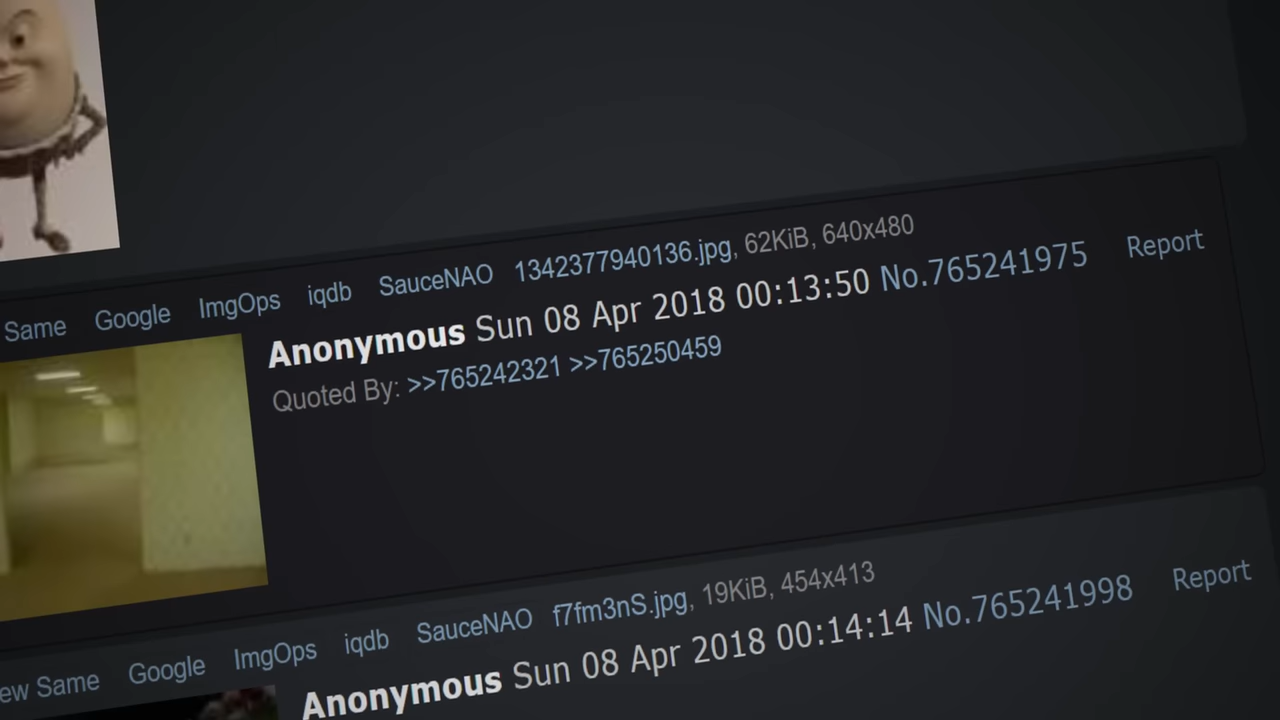 Same Google ImgOps iqdb SauceNAO 1342377940136.jpg, 62KiB, 640x480
Anonymous Sun 08 Apr 2018 00:13:50 No.765241975 Report
Quoted By: >>765242321 >>765250459
ew Same Google ImgOps iqdb SauceNAO f7fm3nS.jpg, 19KiB, 454x413
Anonymous Sun 08 Apr 2018 00:14:14 No.765241998 Report